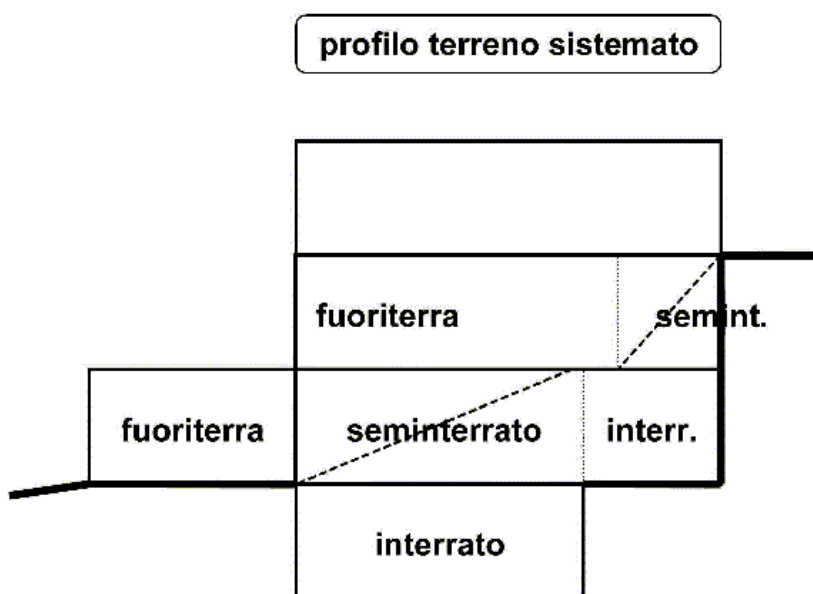 profilo terreno sistemato
fuoriterra
semint.
fuoriterra
seminterrato
interr.
interrato